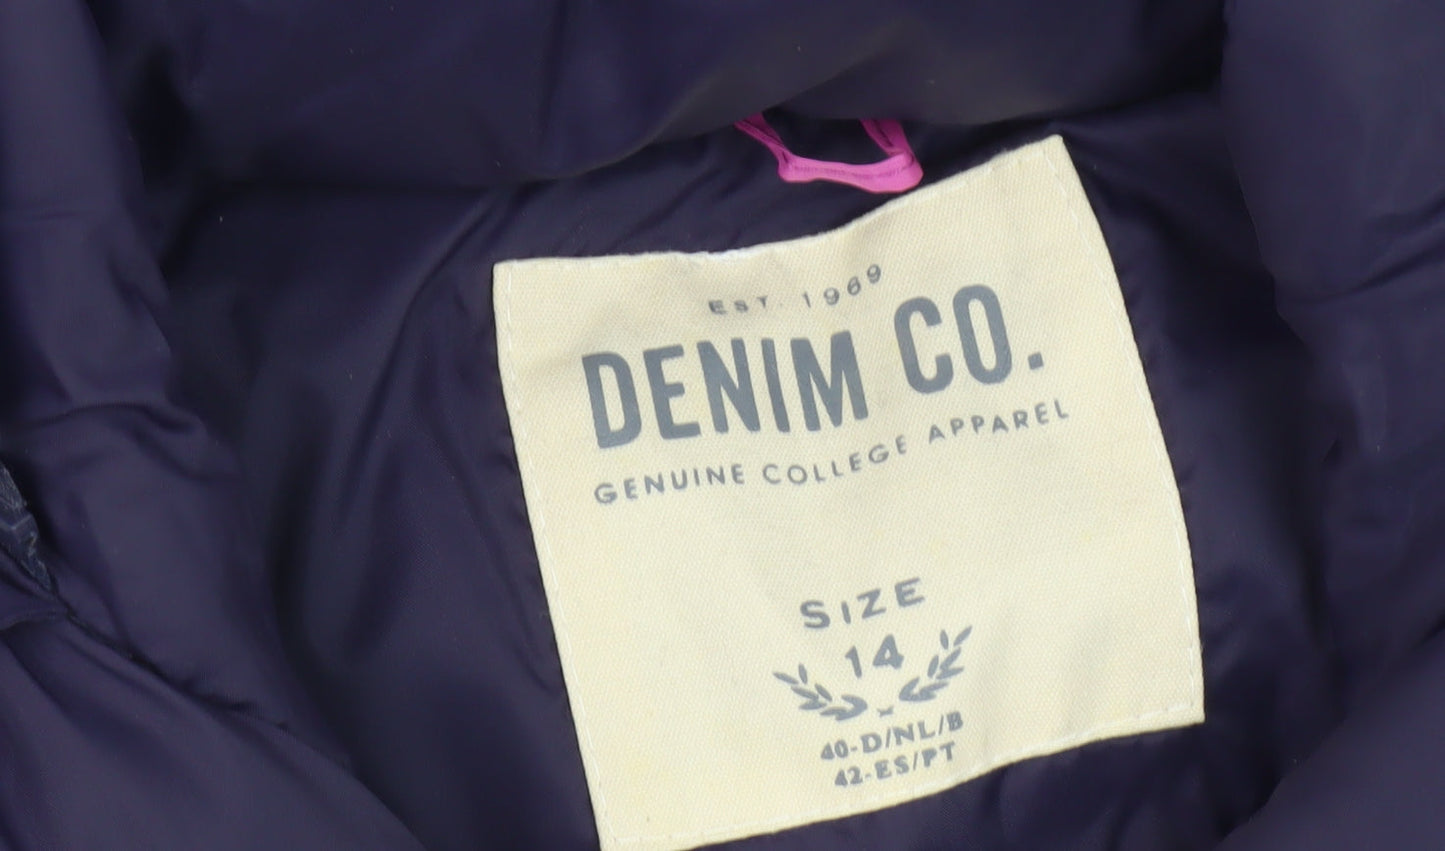 EST. 1969
DENIM CO.
GENUINE COLLEGE APPAREL
SIZE
14
40-D/NL/B
42-ES/PT